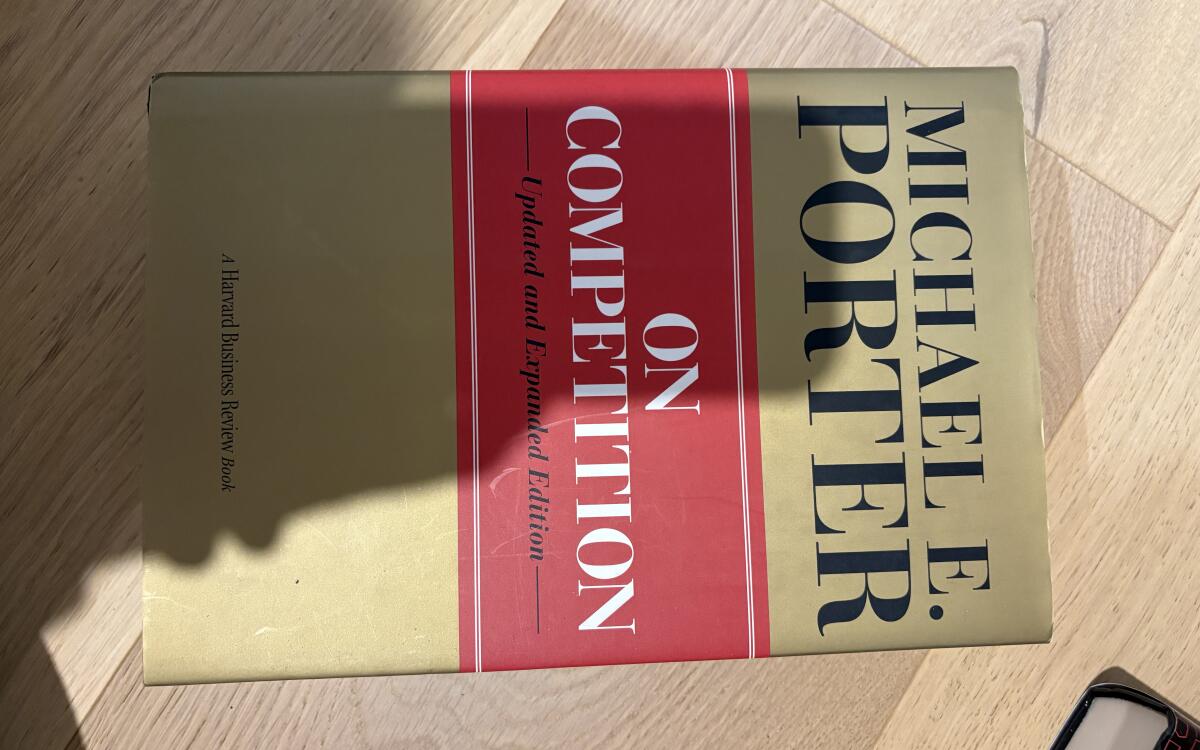 MICHAEL E.
PORTER
ON
COMPETITION
Updated and Expanded Edition
A Harvard Business Review Book